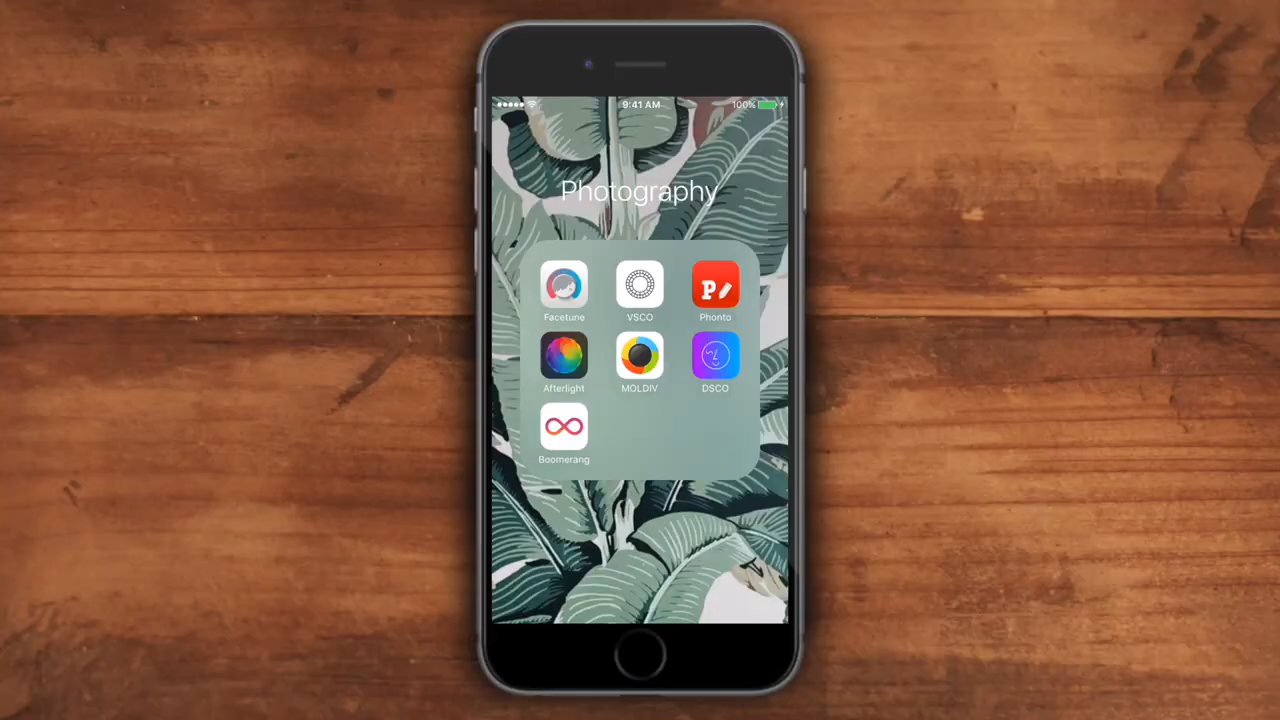 9:41 AM
100%
Photography
Facetune
VSCO
P
Phonto
Afterlight
MOLDIV
DSCO
Boomerang